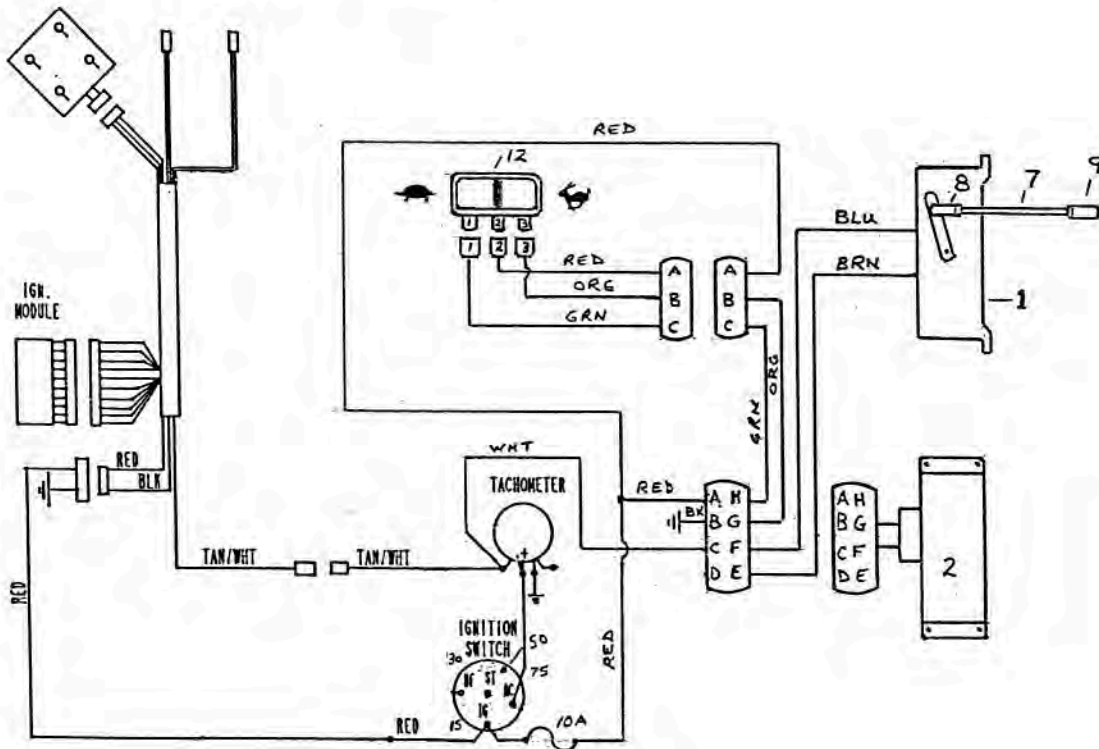 RED
12
1 2 3
1 2 3
RED
ORG
GRN
A
B
C
A
B
C
GRN
ORG
BLU
BRN
8
7
9
1
IGN.
MODULE
RED
BLK
RED
TAN/WHT
TAN/WHT
WHT
TACHOMETER
+
RED
BK
A H
B G
C F
D E
A H
B G
C F
D E
2
IGNITION
SWITCH
50
30
75
ST
IG
15
RED
10A
RED